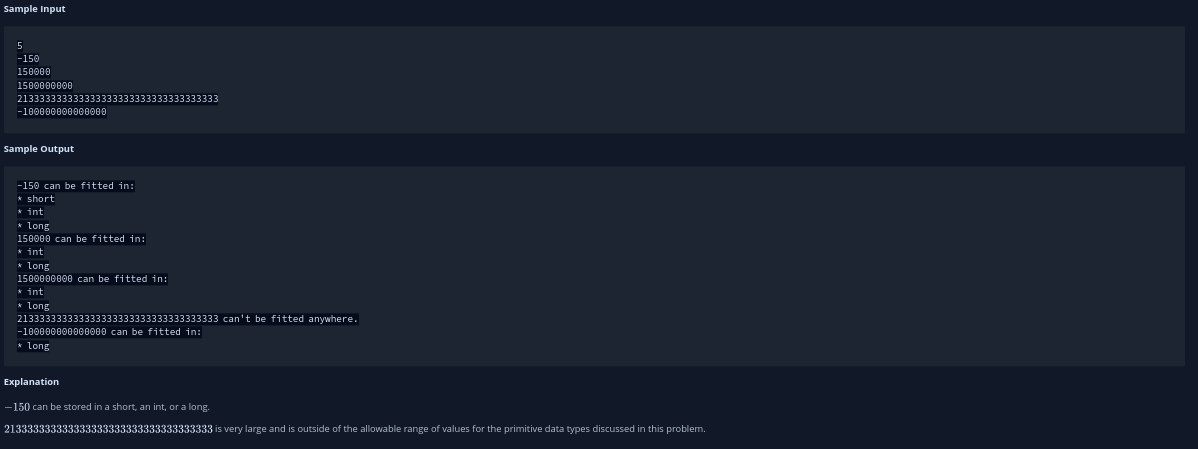 Sample Input
5
-150
150000
1500000000
213333333333333333333333333333333333
-100000000000000
Sample Output
-150 can be fitted in:
* short
* int
* long
150000 can be fitted in:
* int
* long
1500000000 can be fitted in:
* int
* long
213333333333333333333333333333333333 can't be fitted anywhere.
-100000000000000 can be fitted in:
* long
Explanation
−150 can be stored in a short, an int, or a long.
213333333333333333333333333333333333 is very large and is outside of the allowable range of values for the primitive data types discussed in this problem.